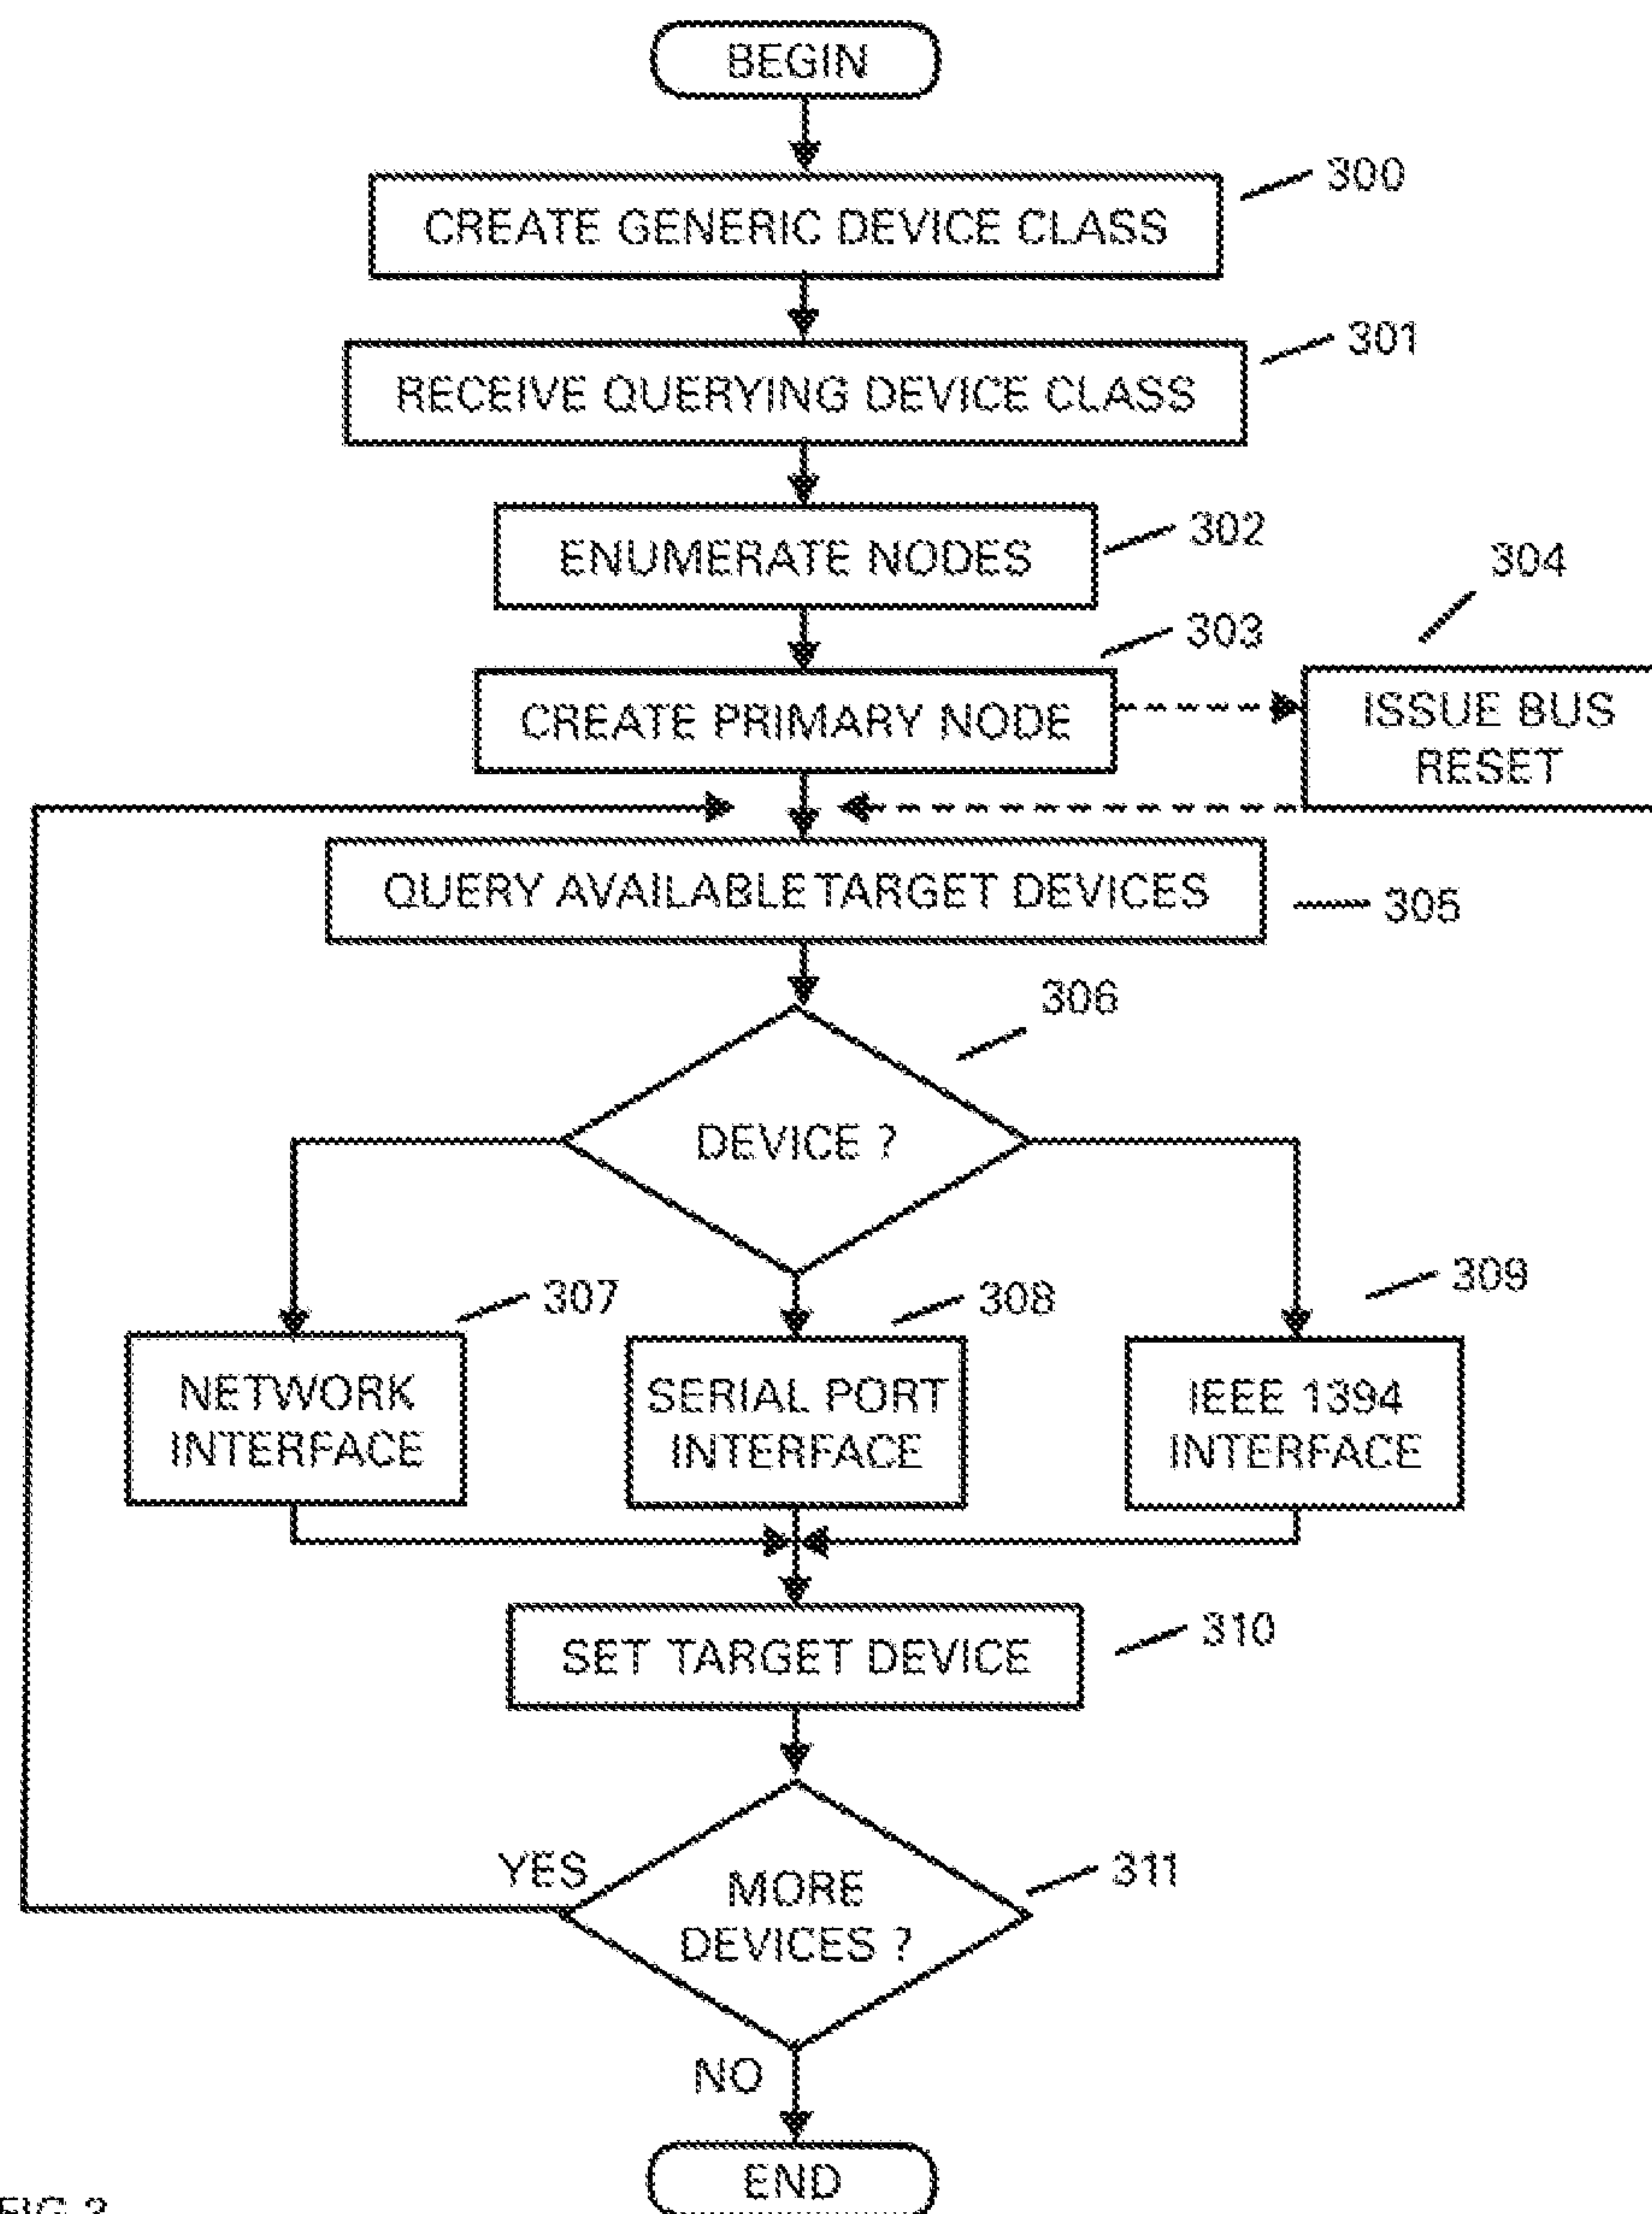 BEGIN
300
CREATE GENERIC DEVICE CLASS
301
RECEIVE QUERYING DEVICE CLASS
302
ENUMERATE NODES
304
303
CREATE PRIMARY NODE
ISSUE BUS
RESET
QUERY AVAILABLE TARGET DEVICES
305
306
DEVICE ?
307
308
309
NETWORK
INTERFACE
SERIAL PORT
INTERFACE
IEEE 1394
INTERFACE
310
SET TARGET DEVICE
YES
MORE
DEVICES ?
311
NO
END